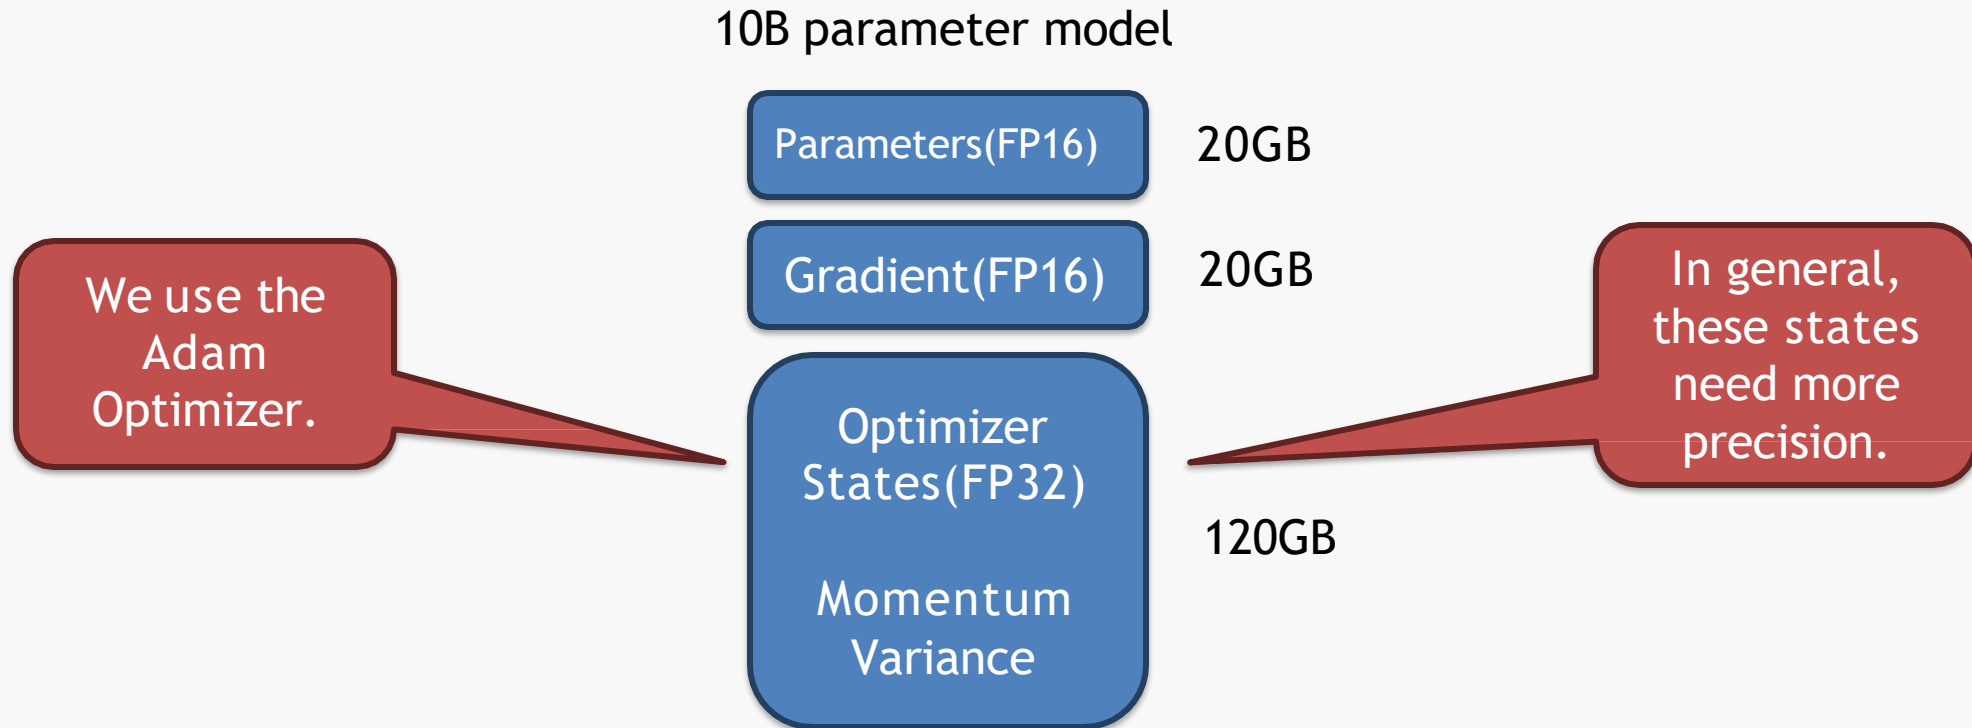 10B parameter model
Parameters(FP16)
20GB
Gradient(FP16)
20GB
We use the
Adam
Optimizer.
Optimizer
States(FP32)
Momentum
Variance
120GB
In general,
these states
need more
precision.